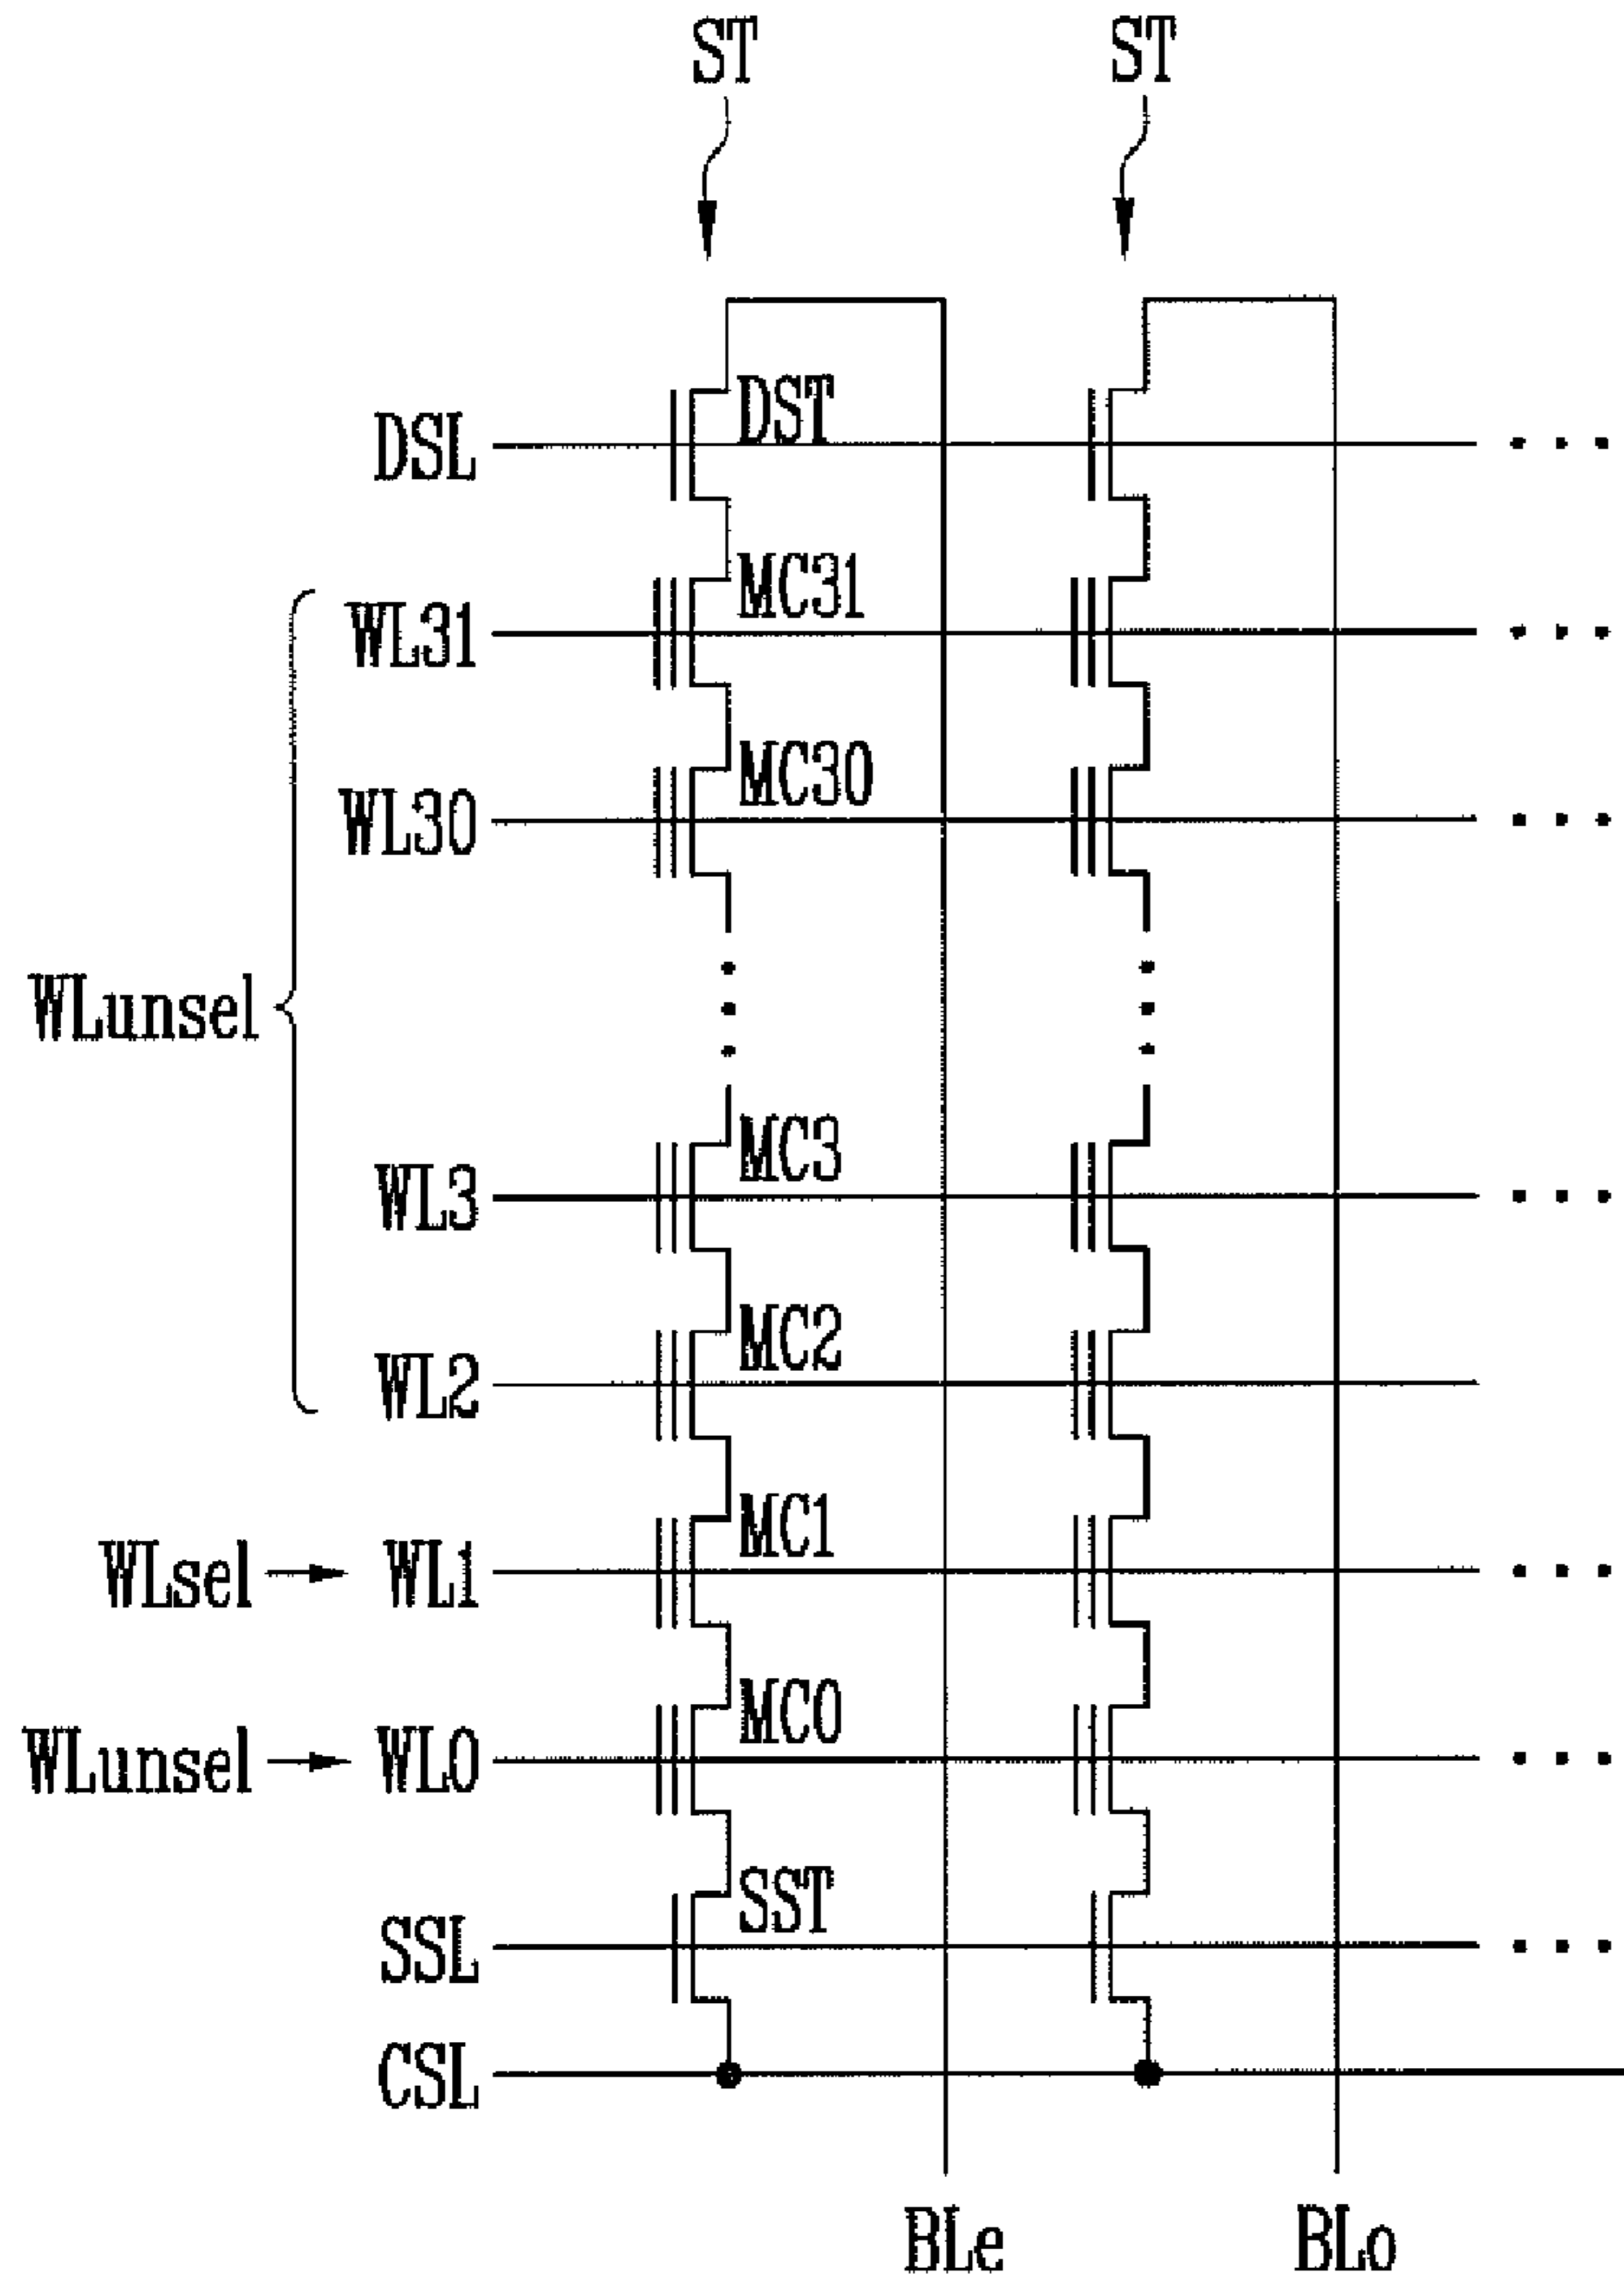 ST ST
DSL DST
MC31
WL31
MC30
WL30
WLunsel
MC3
WL3
MC2
WL2
MC1
WLsel WL1
MC0
WLunsel WL0
SST
SSL
CSL
BLe BLo